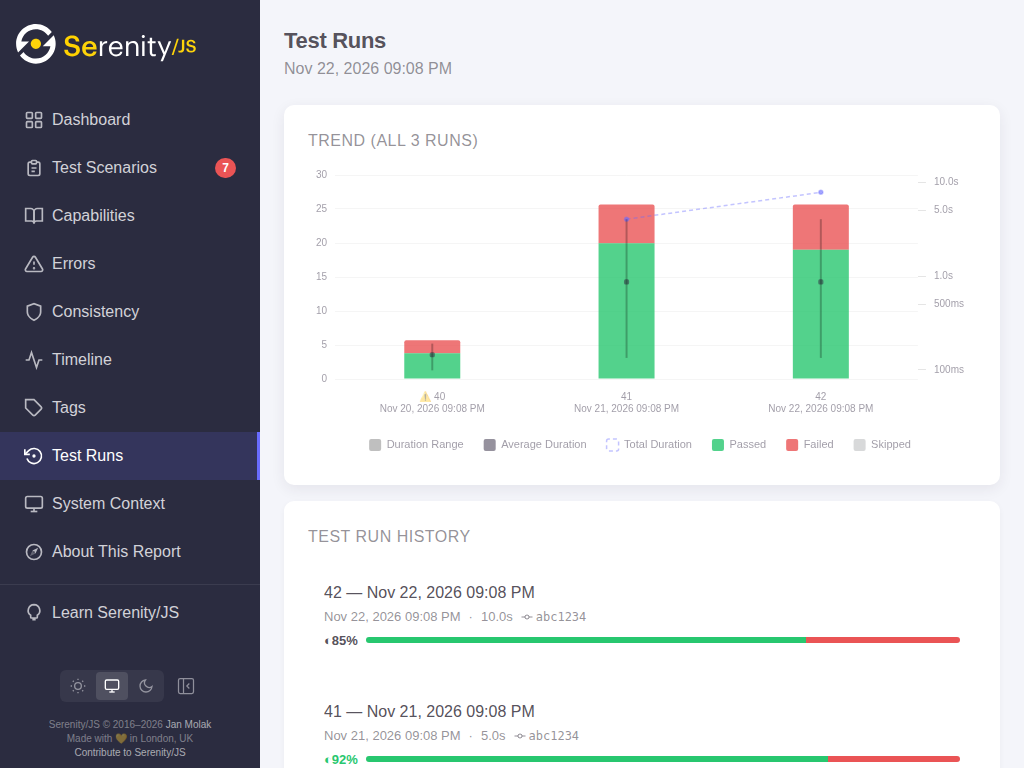 Serenity/JS
Dashboard
Test Scenarios
7
Capabilities
Errors
Consistency
Timeline
Tags
Test Runs
System Context
About This Report
Learn Serenity/JS
Serenity/JS © 2016–2026 Jan Molak
Made with 💛 in London, UK
Contribute to Serenity/JS
Test Runs
Nov 22, 2026 09:08 PM
TREND (ALL 3 RUNS)
30
25
20
15
10
5
0
10.0s
5.0s
1.0s
500ms
100ms
⚠️ 40
Nov 20, 2026 09:08 PM
41
Nov 21, 2026 09:08 PM
42
Nov 22, 2026 09:08 PM
Duration Range
Average Duration
Total Duration
Passed
Failed
Skipped
TEST RUN HISTORY
42 — Nov 22, 2026 09:08 PM
Nov 22, 2026 09:08 PM · 10.0s abc1234
85%
41 — Nov 21, 2026 09:08 PM
Nov 21, 2026 09:08 PM · 5.0s abc1234
92%